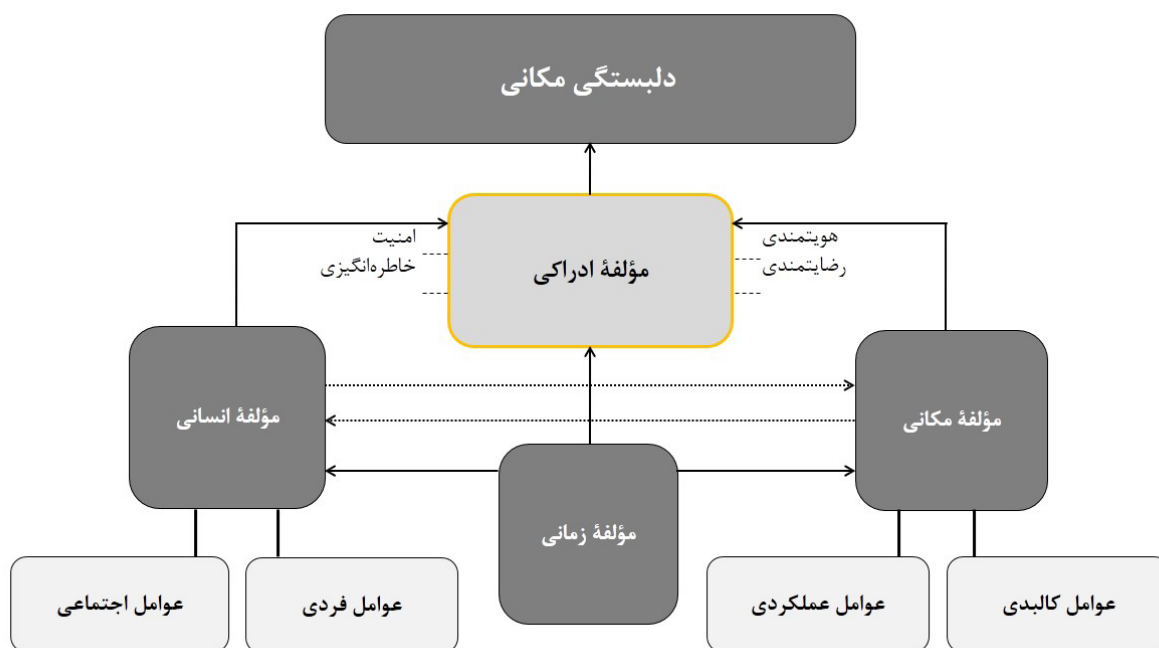 دلبستگی مکانی
هویتمندی
رضایتمندی
مؤلفهٔ ادراکی
امنیت
خاطره‌انگیزی
مؤلفهٔ مکانی
مؤلفهٔ انسانی
مؤلفهٔ زمانی
عوامل کالبدی
عوامل عملکردی
عوامل فردی
عوامل اجتماعی